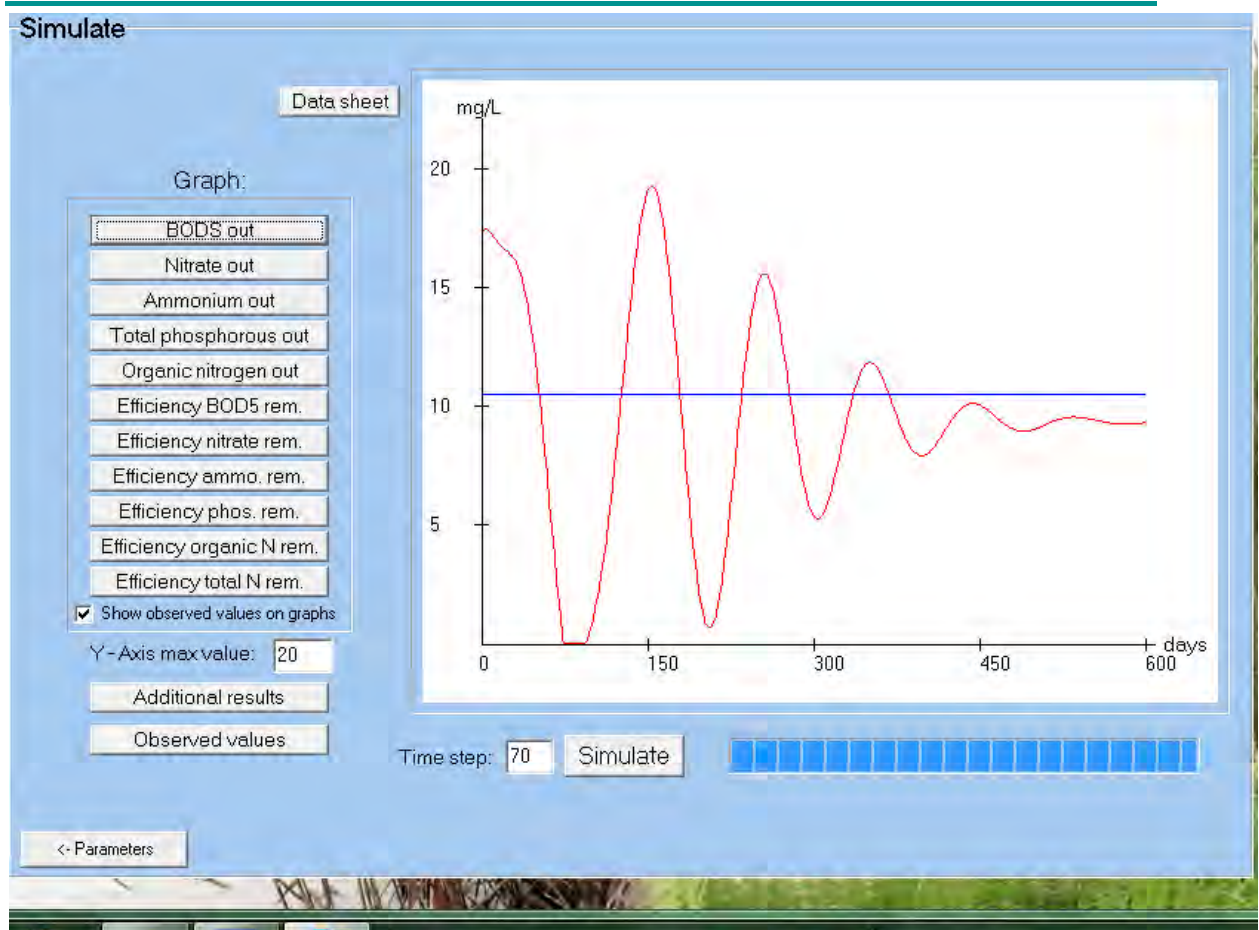 Simulate
Data sheet
Graph:
BOD5 out
Nitrate out
Ammonium out
Total phosphorous out
Organic nitrogen out
Efficiency BOD5 rem.
Efficiency nitrate rem.
Efficiency ammo. rem.
Efficiency phos. rem.
Efficiency organic N rem.
Efficiency total N rem.
Show observed values on graphs
Y-Axis max value: 20
Additional results
Observed values
mg/L
20
15
10
5
0 150 300 450 600 days
Time step: 70 Simulate
<- Parameters